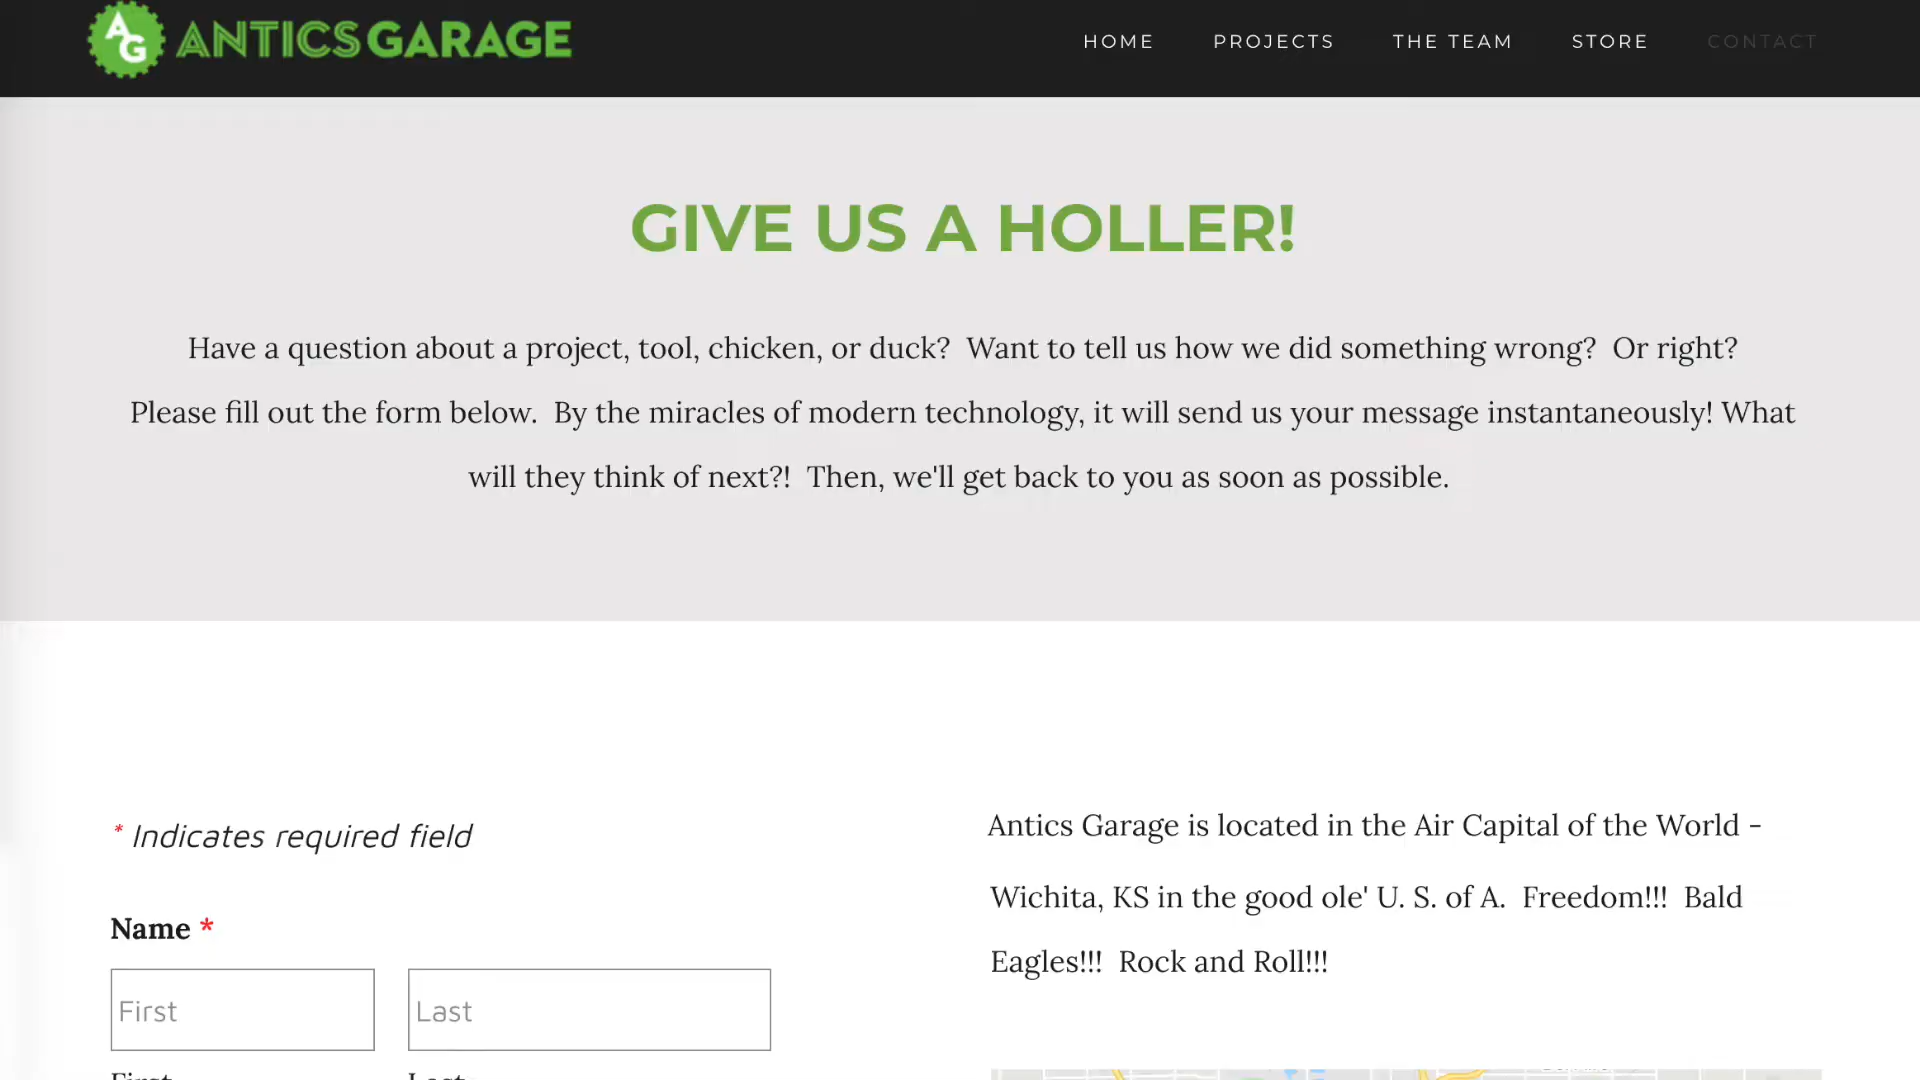 AG ANTICS GARAGE
HOME PROJECTS THE TEAM STORE CONTACT
GIVE US A HOLLER!
Have a question about a project, tool, chicken, or duck?  Want to tell us how we did something wrong?  Or right?
Please fill out the form below.  By the miracles of modern technology, it will send us your message instantaneously! What
will they think of next?!  Then, we'll get back to you as soon as possible.
* Indicates required field
Name *
First
Last
First
Last
Antics Garage is located in the Air Capital of the World -
Wichita, KS in the good ole' U. S. of A.  Freedom!!!  Bald
Eagles!!!  Rock and Roll!!!